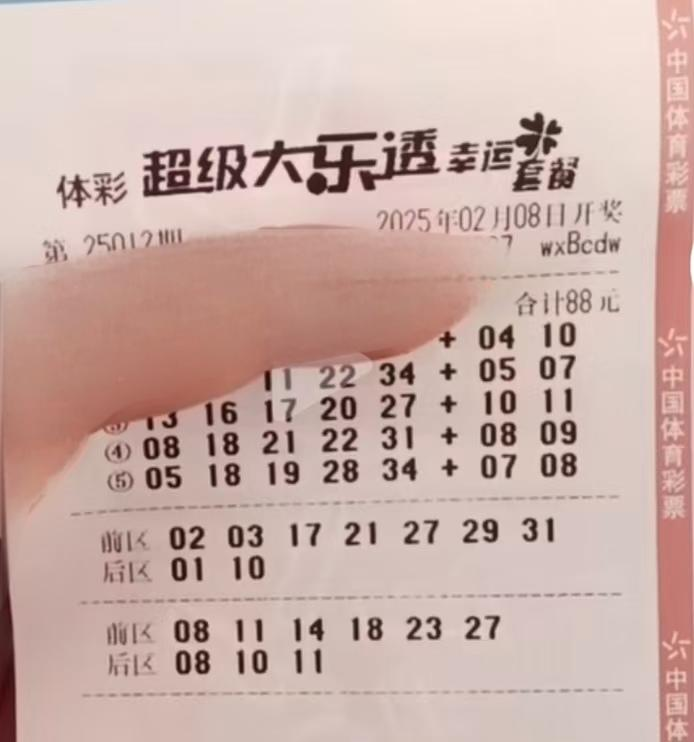 体彩 超级大乐透 幸运套餐
第 25012期 2025年02月08日开奖
wxBcdw
合计88元
+ 04 10
11 22 34 + 05 07
③ 13 16 17 20 27 + 10 11
④ 08 18 21 22 31 + 08 09
⑤ 05 18 19 28 34 + 07 08
前区 02 03 17 21 27 29 31
后区 01 10
前区 08 11 14 18 23 27
后区 08 10 11
中国体育彩票
中国体育彩票
中国体